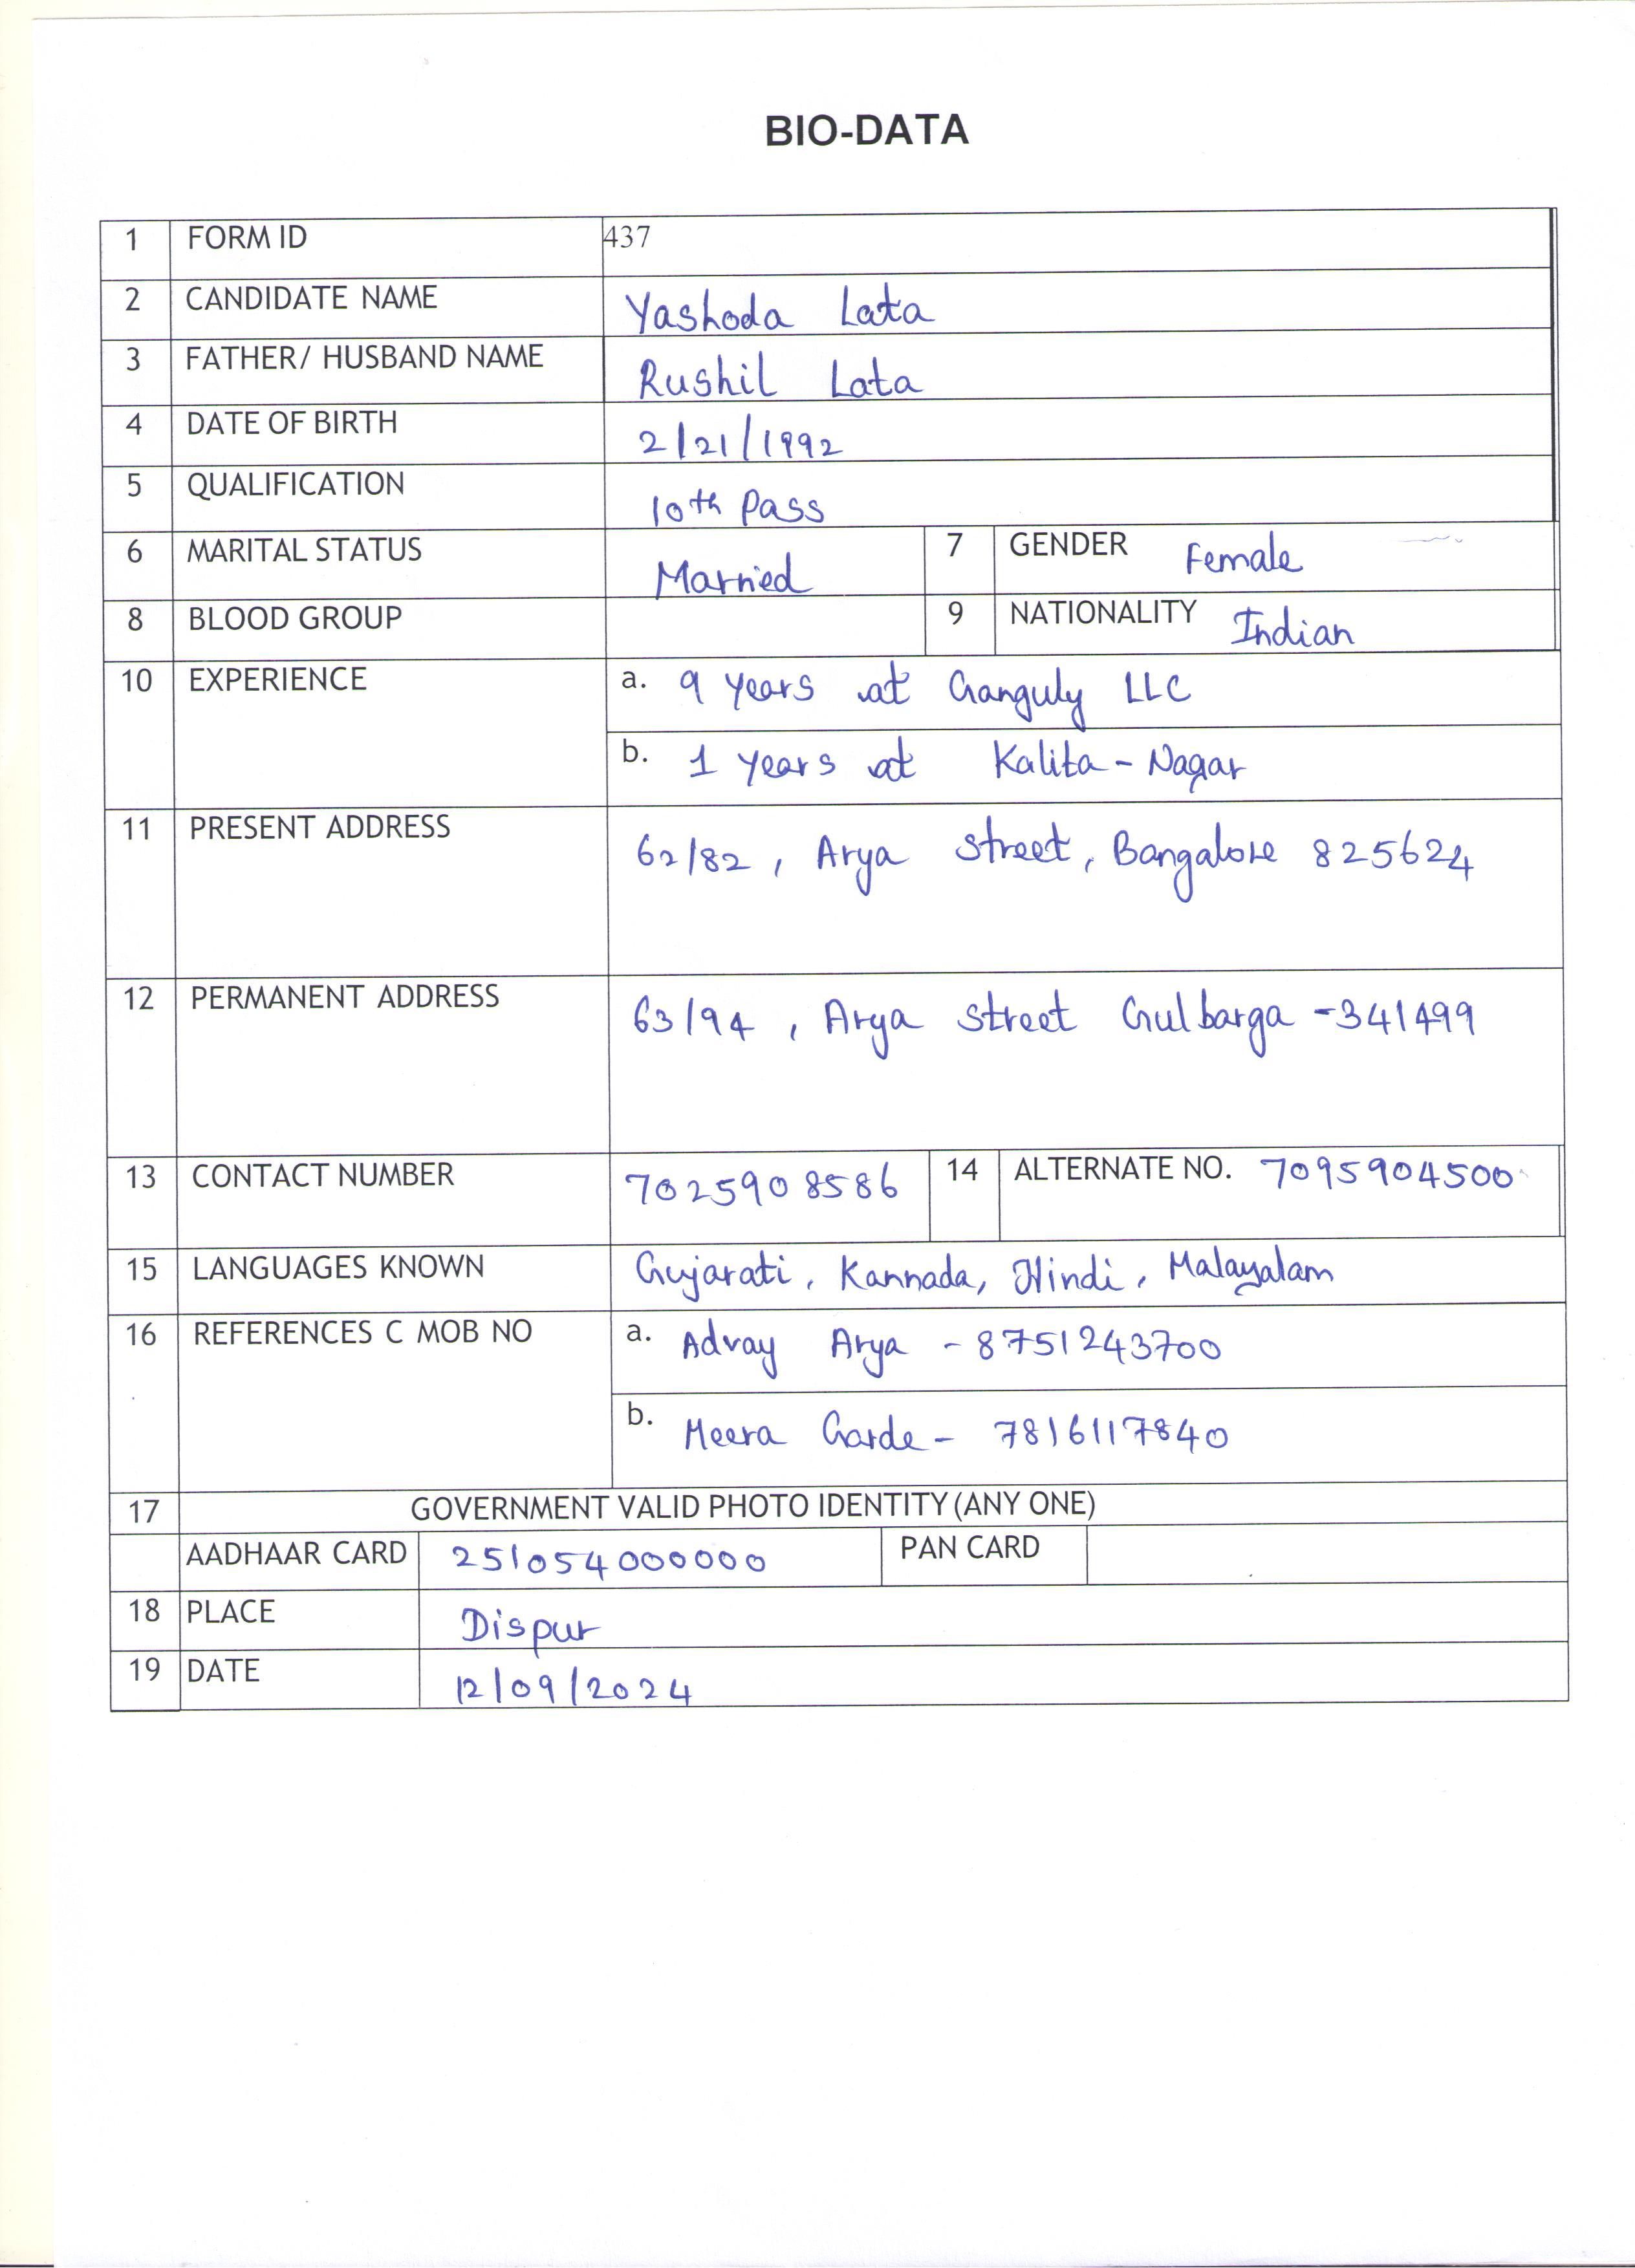 BIO-DATA
1 FORM ID 437
2 CANDIDATE NAME Yashoda Lata
3 FATHER/ HUSBAND NAME Rushil Lata
4 DATE OF BIRTH 2/21/1992
5 QUALIFICATION 10th Pass
6 MARITAL STATUS Married 7 GENDER Female
8 BLOOD GROUP 9 NATIONALITY Indian
10 EXPERIENCE a. 9 years at Ganguly LLC
b. 1 years at Kalita - Nagar
11 PRESENT ADDRESS 62/82, Arya Street, Bangalore 825624
12 PERMANENT ADDRESS 63/94, Arya Street Gulbarga -341499
13 CONTACT NUMBER 7025908586 14 ALTERNATE NO. 7095904500
15 LANGUAGES KNOWN Gujarati, Kannada, Hindi, Malayalam
16 REFERENCES C MOB NO a. Advay Arya - 8751243700
b. Meera Garde - 7816117840
17 GOVERNMENT VALID PHOTO IDENTITY (ANY ONE)
AADHAAR CARD 251054000000 PAN CARD
18 PLACE Dispur
19 DATE 12/09/2024